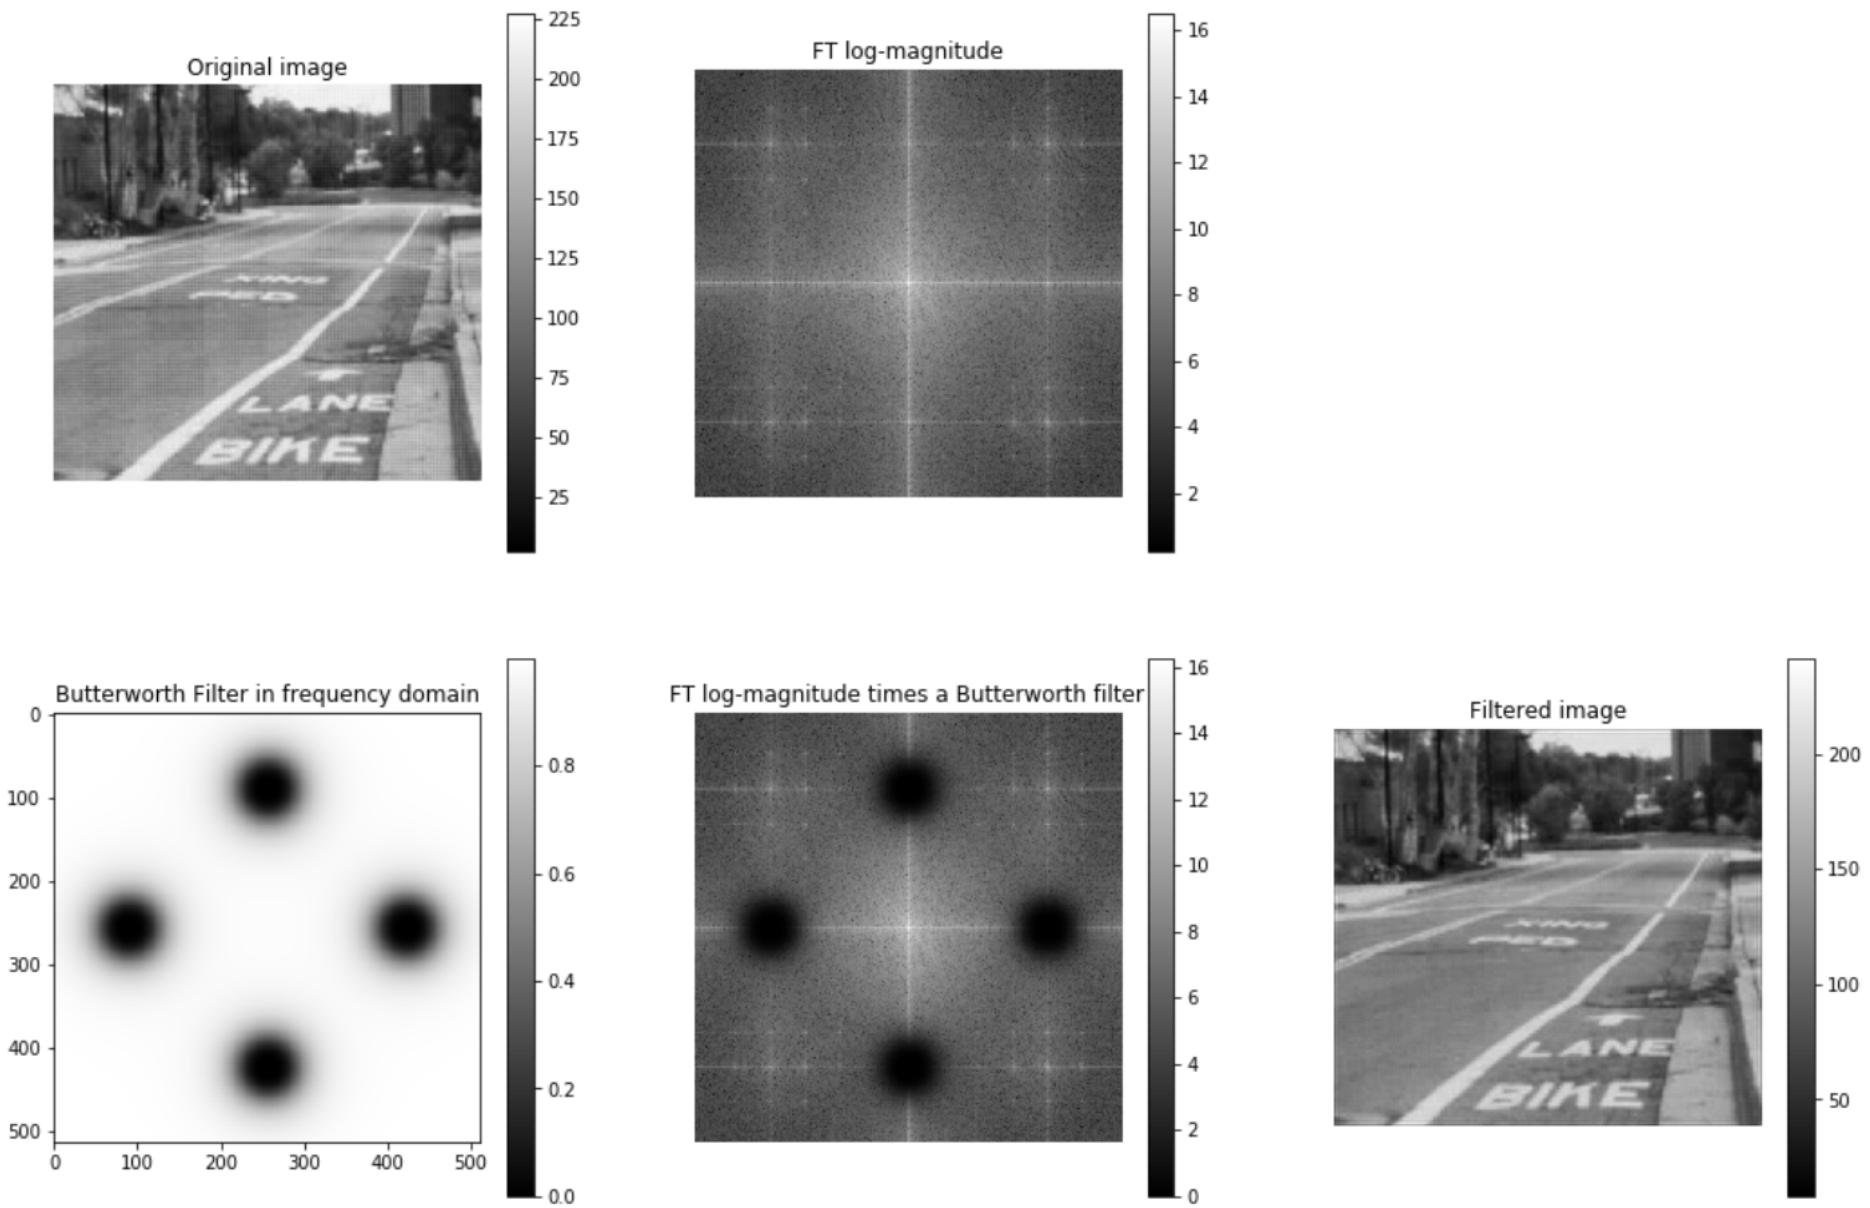 Original image
225
200
175
150
125
100
75
50
25
XING
PED
LANE
BIKE
FT log-magnitude
16
14
12
10
8
6
4
2
Butterworth Filter in frequency domain
0
100
200
300
400
500
0 100 200 300 400 500
0.8
0.6
0.4
0.2
0.0
FT log-magnitude times a Butterworth filter
16
14
12
10
8
6
4
2
0
Filtered image
200
150
100
50
XING
PED
LANE
BIKE